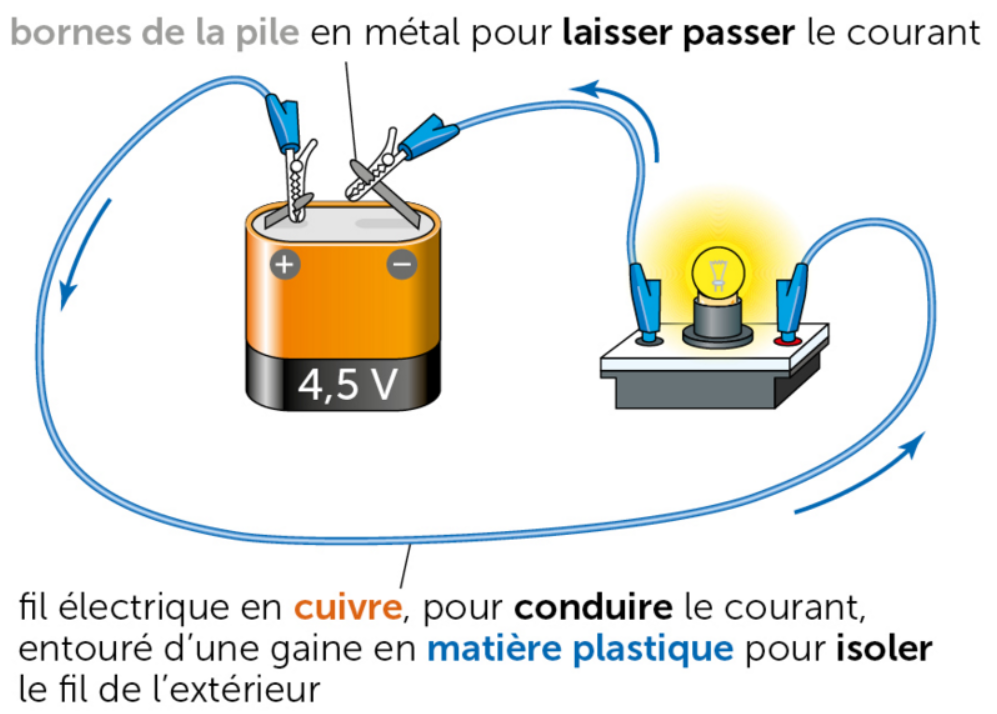 bornes de la pile en métal pour laisser passer le courant
+ −
4,5 V
fil électrique en cuivre, pour conduire le courant,
entouré d'une gaine en matière plastique pour isoler
le fil de l'extérieur